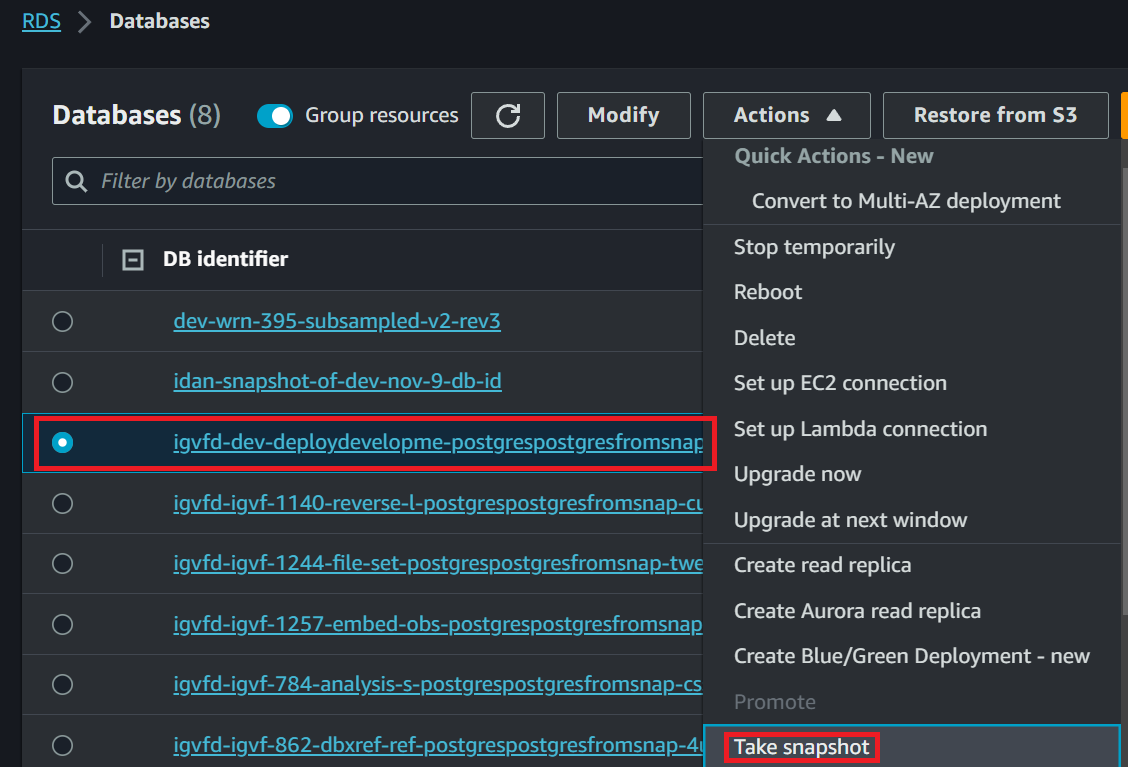 RDS > Databases
Databases (8) Group resources Modify Actions ▲ Restore from S3
Filter by databases
DB identifier
dev-wrn-395-subsampled-v2-rev3
idan-snapshot-of-dev-nov-9-db-id
igvfd-dev-deploydevelopme-postgrespostgresfromsnap
igvfd-igvf-1140-reverse-l-postgrespostgresfromsnap-cu
igvfd-igvf-1244-file-set-postgrespostgresfromsnap-twe
igvfd-igvf-1257-embed-obs-postgrespostgresfromsnap
igvfd-igvf-784-analysis-s-postgrespostgresfromsnap-cs
igvfd-igvf-862-dbxref-ref-postgrespostgresfromsnap-4u
Quick Actions - New
Convert to Multi-AZ deployment
Stop temporarily
Reboot
Delete
Set up EC2 connection
Set up Lambda connection
Upgrade now
Upgrade at next window
Create read replica
Create Aurora read replica
Create Blue/Green Deployment - new
Promote
Take snapshot